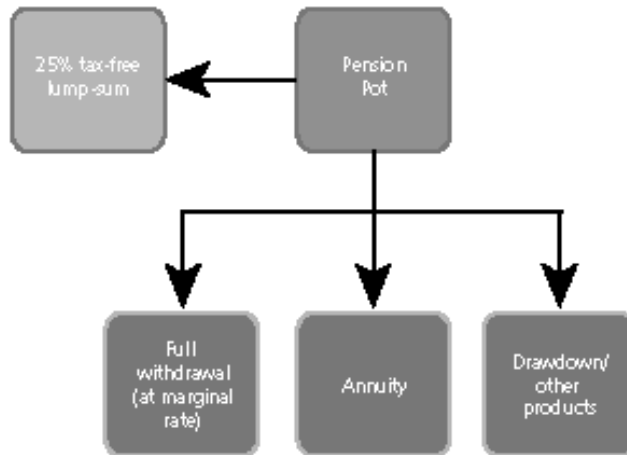 25% tax-free
lump-sum
Pension
Pot
Full
withdrawal
(at marginal
rate)
Annuity
Drawdown/
other
products